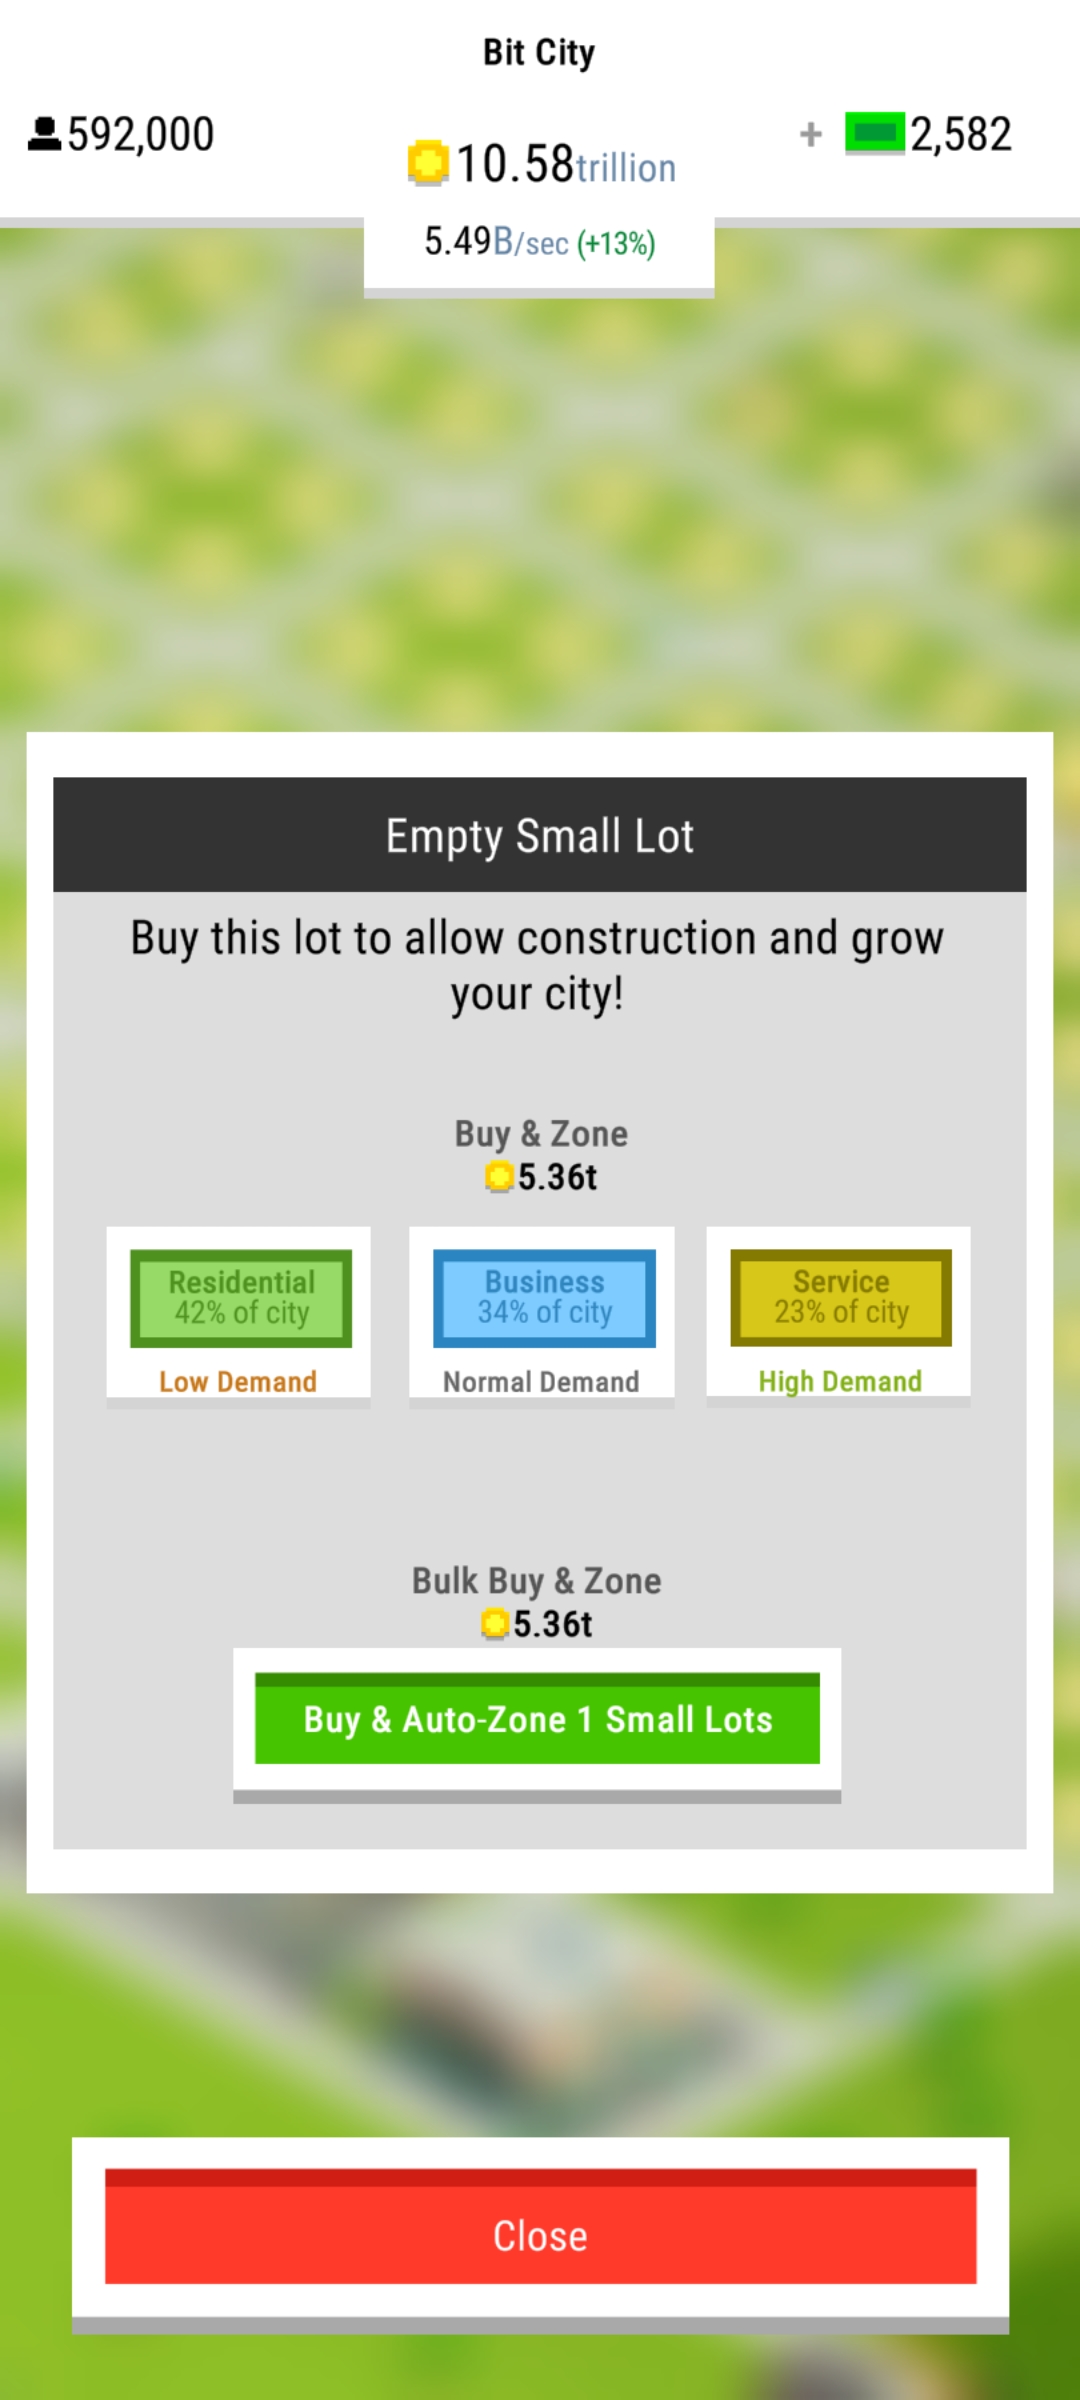 Bit City
592,000
10.58trillion
+ 2,582
5.49B/sec (+13%)
Empty Small Lot
Buy this lot to allow construction and grow
your city!
Buy & Zone
5.36t
Residential
42% of city
Low Demand
Business
34% of city
Normal Demand
Service
23% of city
High Demand
Bulk Buy & Zone
5.36t
Buy & Auto-Zone 1 Small Lots
Close